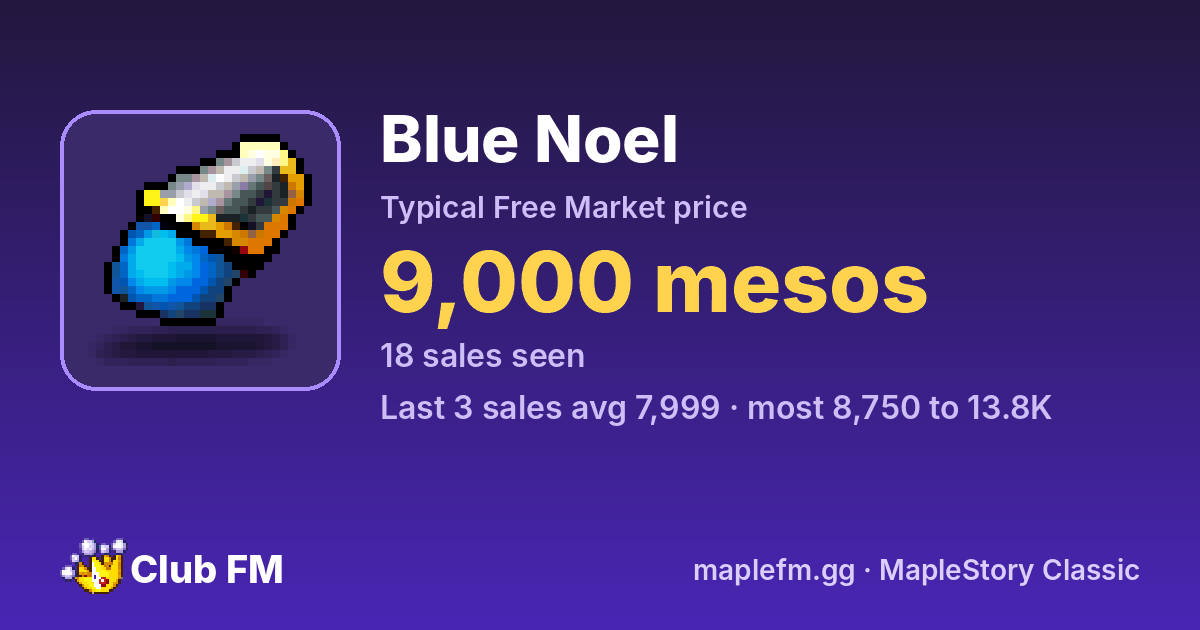 Blue Noel
Typical Free Market price
9,000 mesos
18 sales seen
Last 3 sales avg 7,999 · most 8,750 to 13.8K
Club FM
maplefm.gg · MapleStory Classic